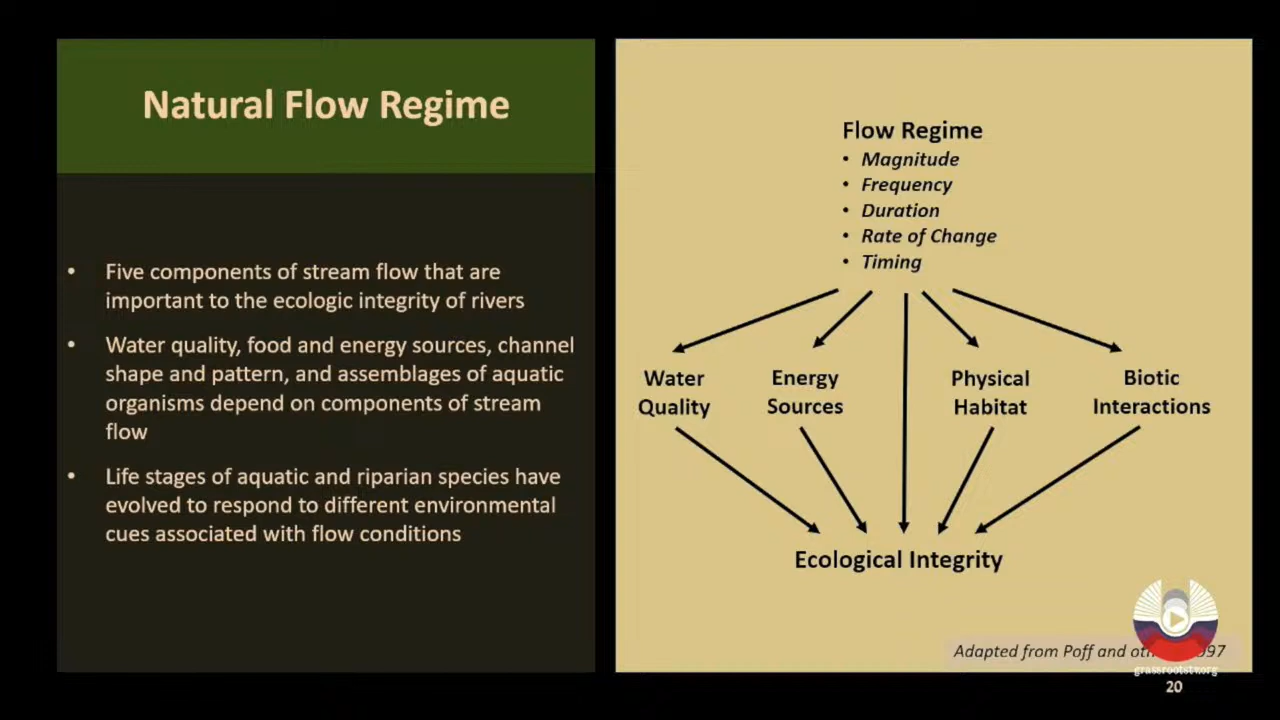 Natural Flow Regime
• Five components of stream flow that are
important to the ecologic integrity of rivers
• Water quality, food and energy sources, channel
shape and pattern, and assemblages of aquatic
organisms depend on components of stream
flow
• Life stages of aquatic and riparian species have
evolved to respond to different environmental
cues associated with flow conditions
Flow Regime
• Magnitude
• Frequency
• Duration
• Rate of Change
• Timing
Water
Quality
Energy
Sources
Physical
Habitat
Biotic
Interactions
Ecological Integrity
Adapted from Poff and
grassrootstv.org
20